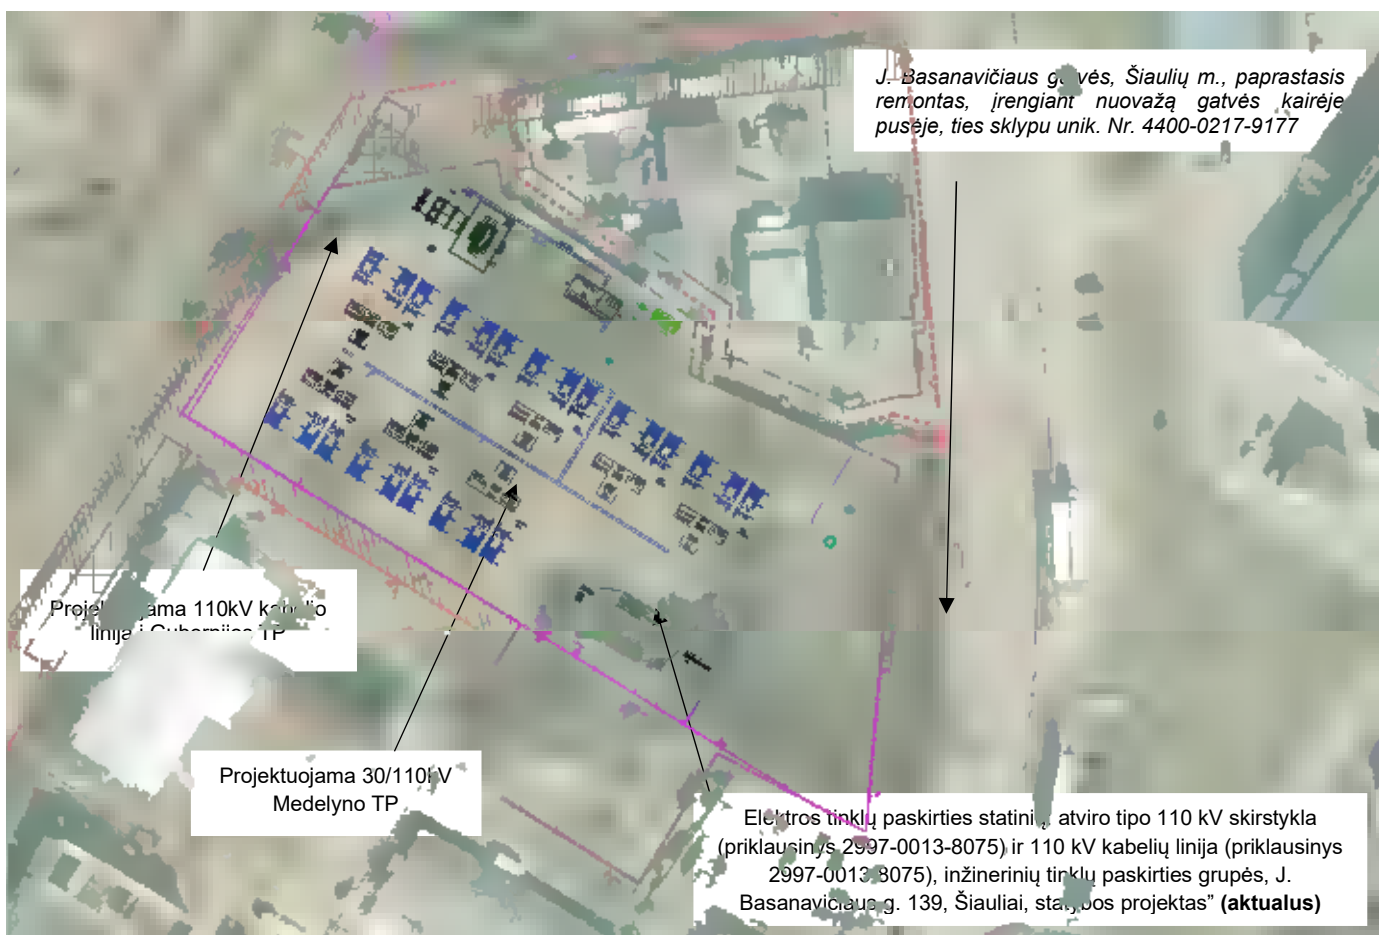 J. Basanavičiaus gatvės, Šiaulių m., paprastasis
remontas, įrengiant nuovažą gatvės kairėje
pusėje, ties sklypu unik. Nr. 4400-0217-9177
Projektuojama 110kV kabelio
linija į Gubernijos TP
Projektuojama 30/110kV
Medelyno TP
Elektros tinklų paskirties statinių, atviro tipo 110 kV skirstykla
(priklausinys 2997-0013-8075) ir 110 kV kabelių linija (priklausinys
2997-0013-8075), inžinerinių tinklų paskirties grupės, J.
Basanavičiaus g. 139, Šiauliai, statybos projektas” (aktualus)